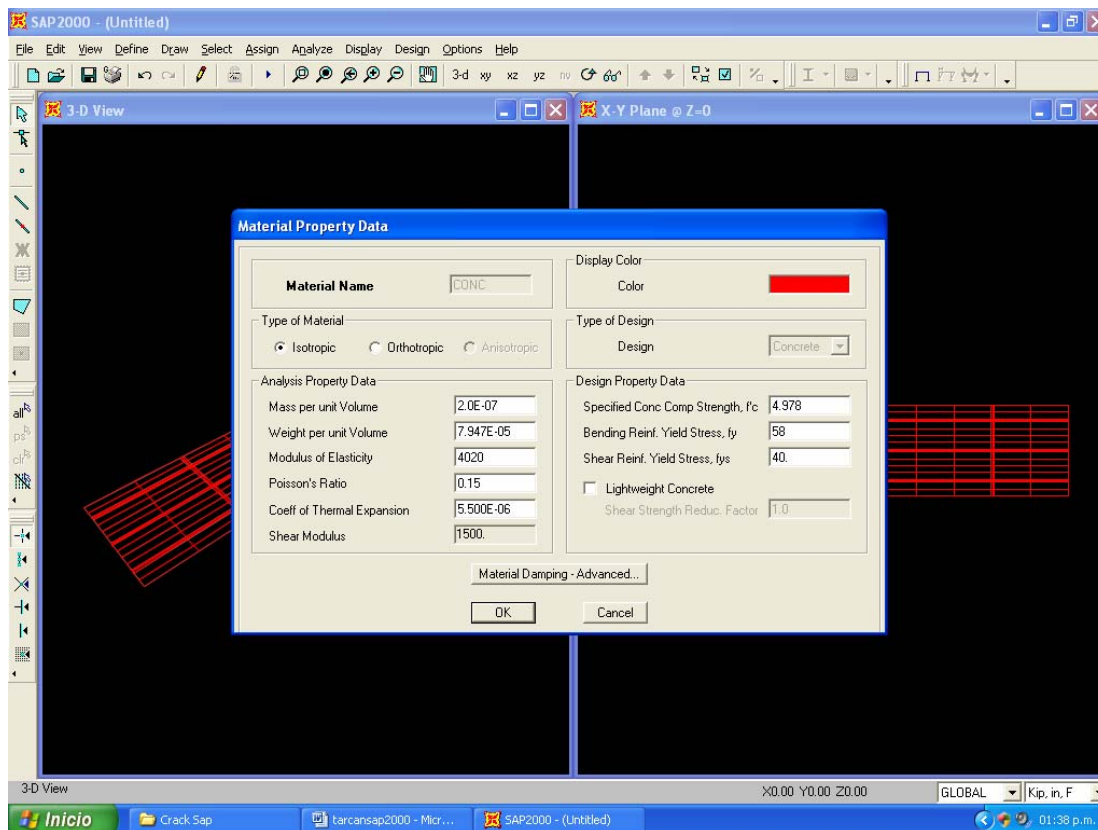 SAP2000 - (Untitled)
File Edit View Define Draw Select Assign Analyze Display Design Options Help
3-d xy xz yz nv
3-D View
X-Y Plane @ Z=0
all
ps
clr
Material Property Data
Material Name CONC
Display Color
Color
Type of Material
Isotropic Orthotropic Anisotropic
Type of Design
Design Concrete
Analysis Property Data
Mass per unit Volume 2.0E-07
Weight per unit Volume 7.947E-05
Modulus of Elasticity 4020
Poisson's Ratio 0.15
Coeff of Thermal Expansion 5.500E-06
Shear Modulus 1500.
Design Property Data
Specified Conc Comp Strength, f'c 4.978
Bending Reinf. Yield Stress, fy 58
Shear Reinf. Yield Stress, fys 40.
Lightweight Concrete
Shear Strength Reduc. Factor 1.0
Material Damping - Advanced...
OK Cancel
3-D View X0.00 Y0.00 Z0.00 GLOBAL Kip, in, F
Inicio Crack Sap tarcansap2000 - Micr... SAP2000 - (Untitled) 01:38 p.m.